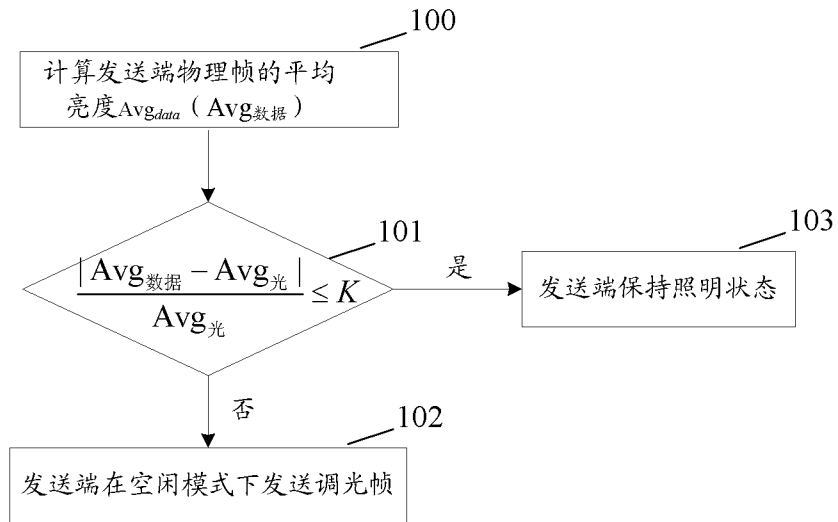 100
计算发送端物理帧的平均
亮度Avgdata（Avg数据）
101
|Avg数据 − Avg光|
Avg光
≤ K
是
103
发送端保持照明状态
否
102
发送端在空闲模式下发送调光帧